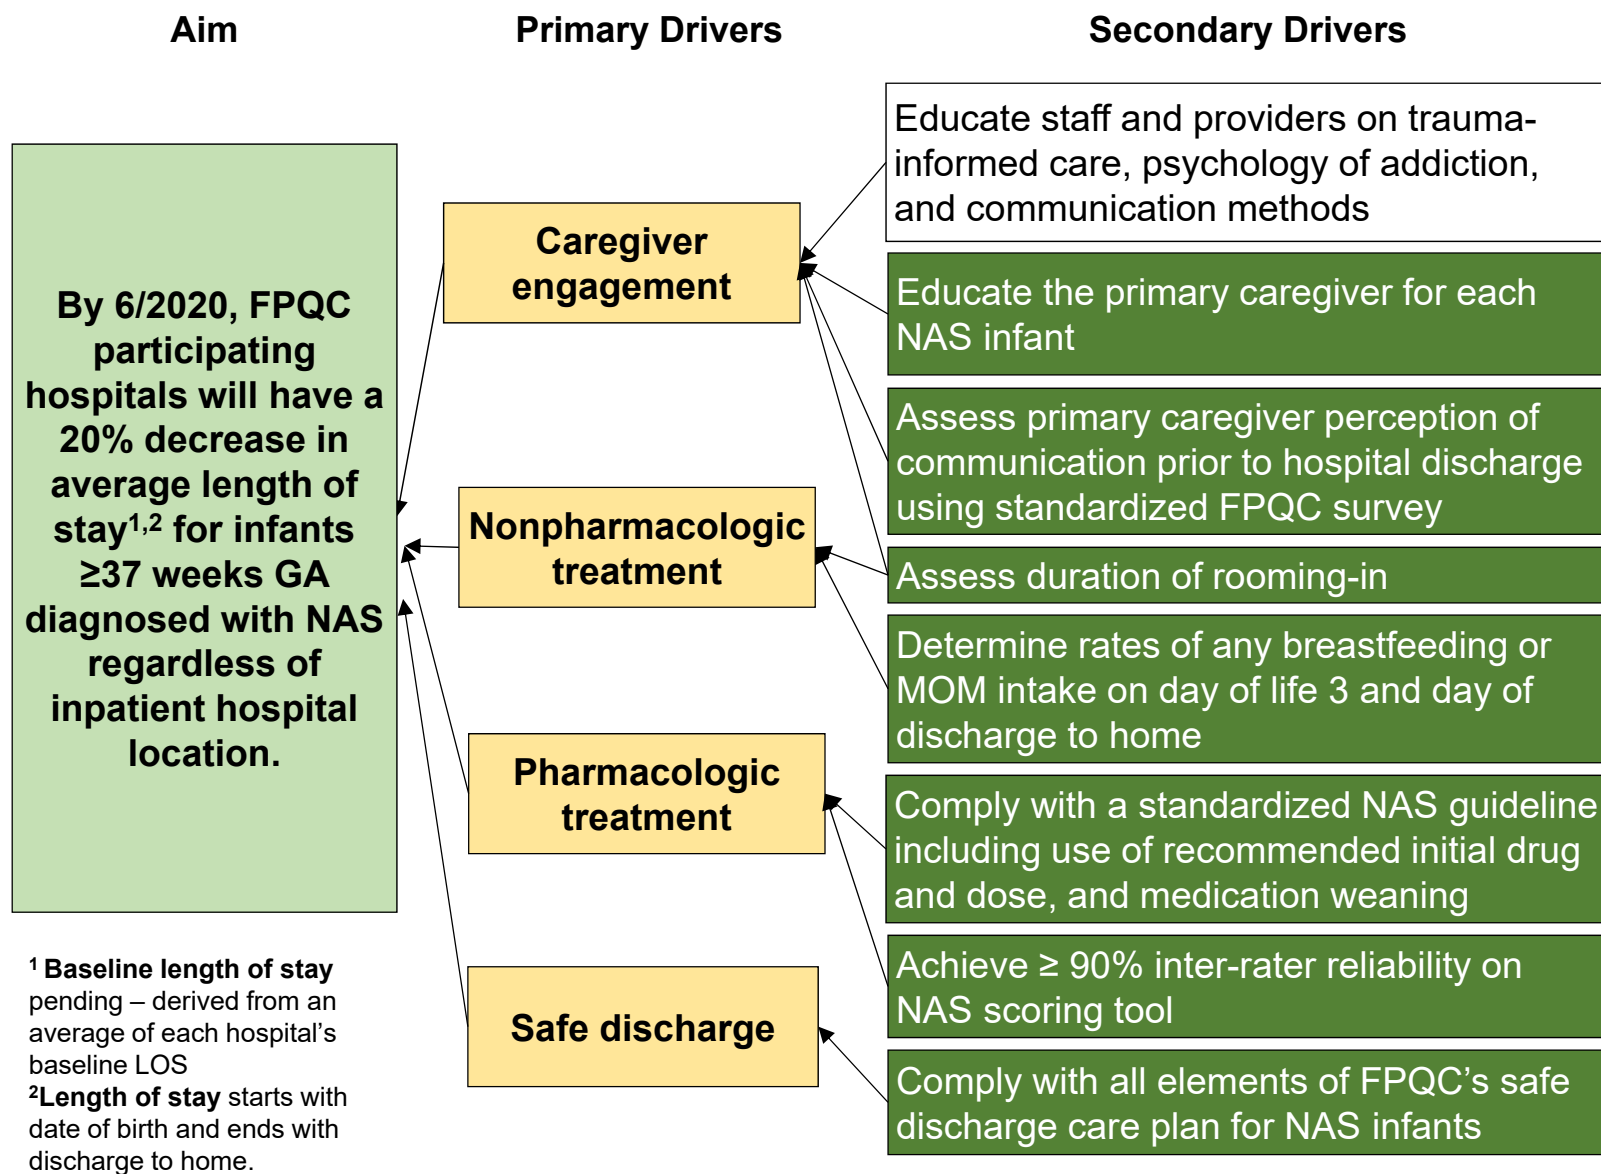 Aim
Primary Drivers
Secondary Drivers
By 6/2020, FPQC
participating
hospitals will have a
20% decrease in
average length of
stay1,2 for infants
≥37 weeks GA
diagnosed with NAS
regardless of
inpatient hospital
location.
1 Baseline length of stay
pending – derived from an
average of each hospital’s
baseline LOS
2Length of stay starts with
date of birth and ends with
discharge to home.
Caregiver
engagement
Nonpharmacologic
treatment
Pharmacologic
treatment
Safe discharge
Educate staff and providers on trauma-
informed care, psychology of addiction,
and communication methods
Educate the primary caregiver for each
NAS infant
Assess primary caregiver perception of
communication prior to hospital discharge
using standardized FPQC survey
Assess duration of rooming-in
Determine rates of any breastfeeding or
MOM intake on day of life 3 and day of
discharge to home
Comply with a standardized NAS guideline
including use of recommended initial drug
and dose, and medication weaning
Achieve ≥ 90% inter-rater reliability on
NAS scoring tool
Comply with all elements of FPQC’s safe
discharge care plan for NAS infants